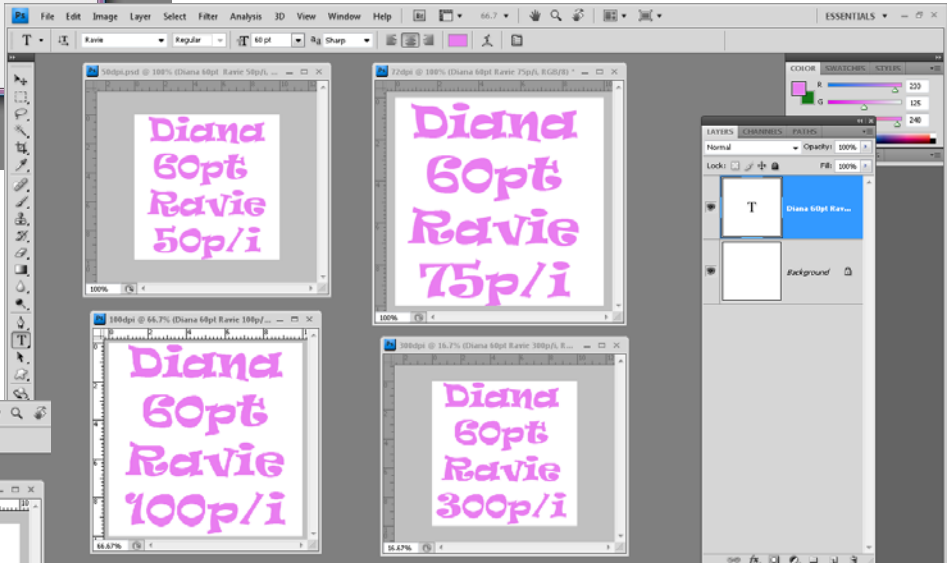 Ps File Edit Image Layer Select Filter Analysis 3D View Window Help Br 66.7 ESSENTIALS
T Ravie Regular 60 pt Sharp
50dpi.psd @ 100% (Diana 60pt Ravie 50p/i, ...
Diana
60pt
Ravie
50p/i
100%
72dpi @ 100% (Diana 60pt Ravie 75p/i, RGB/8) *
Diana
60pt
Ravie
75p/i
100%
100dpi @ 66.7% (Diana 60pt Ravie 100p/...
Diana
60pt
Ravie
100p/i
66.67%
300dpi @ 16.7% (Diana 60pt Ravie 300p/i, R...
Diana
60pt
Ravie
300p/i
16.67%
COLOR SWATCHES STYLES
R
G 125
240
LAYERS CHANNELS PATHS
Normal Opacity: 100%
Lock: Fill: 100%
T Diana 60pt Rav...
Background